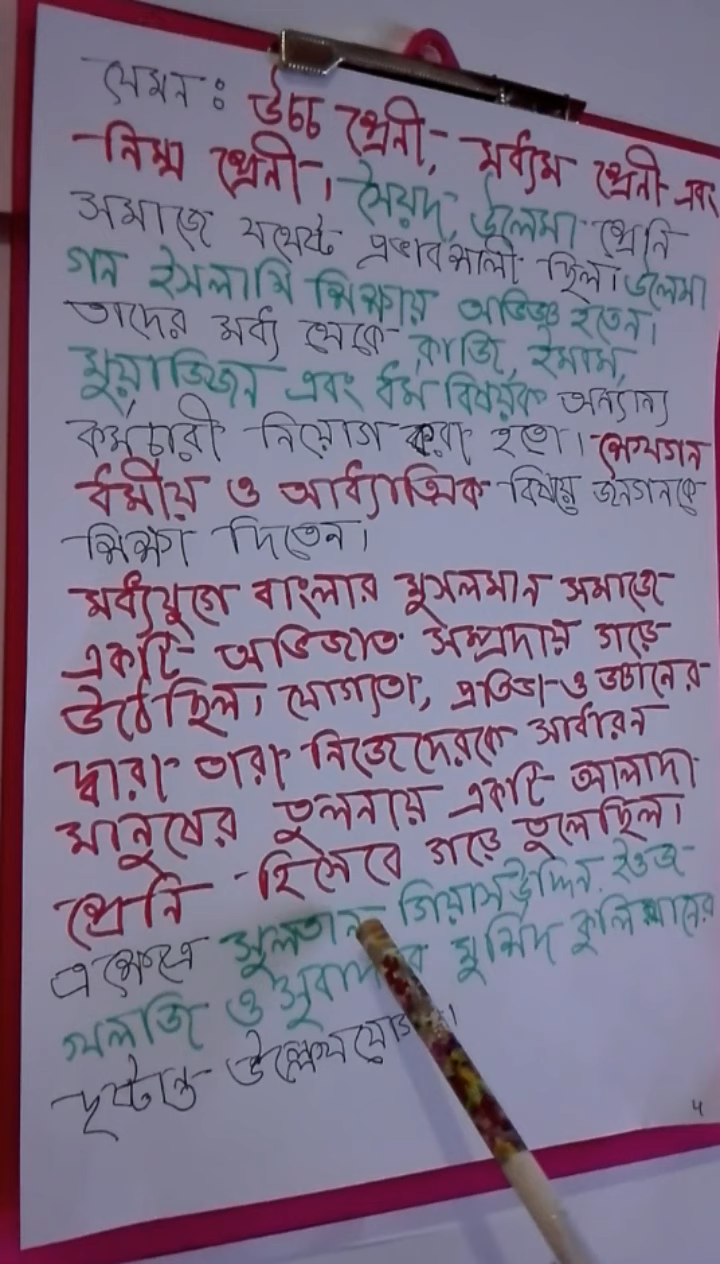 যেমন : উচ্চ শ্রেনী, মধ্যম শ্রেনী এবং
নিম্ম শ্রেনী। সৈয়দ, উলেমা শ্রেনি
সমাজে যথেষ্ট প্রভাবশালী ছিল। উলেমা
গন ইসলামি শিক্ষায় অভিজ্ঞ হতেন।
তাদের মধ্য থেকে কাজি, ইমাম,
মুয়াজ্জিন এবং ধর্ম বিষয়ক অন্যান্য
কর্মচারী নিয়োগ করা হতো। শেখগন
ধর্মীয় ও আধ্যাত্মিক বিষয়ে জনগনকে
শিক্ষা দিতেন।
মধ্যযুগে বাংলার মুসলমান সমাজে
একটি অভিজাত সম্প্রদায় গড়ে
উঠেছিল। যোগ্যতা, প্রতিভা ও জ্ঞানের
দ্বারা তারা নিজেদেরকে সাধারন
মানুষের তুলনায় একটি আলাদা
শ্রেনি হিসেবে গড়ে তুলেছিল।
এক্ষেত্রে সুলতান গিয়াসউদ্দিন ইওজ
খলজি ও মুর্শিদ কুলিখানের
দৃষ্টান্ত
4